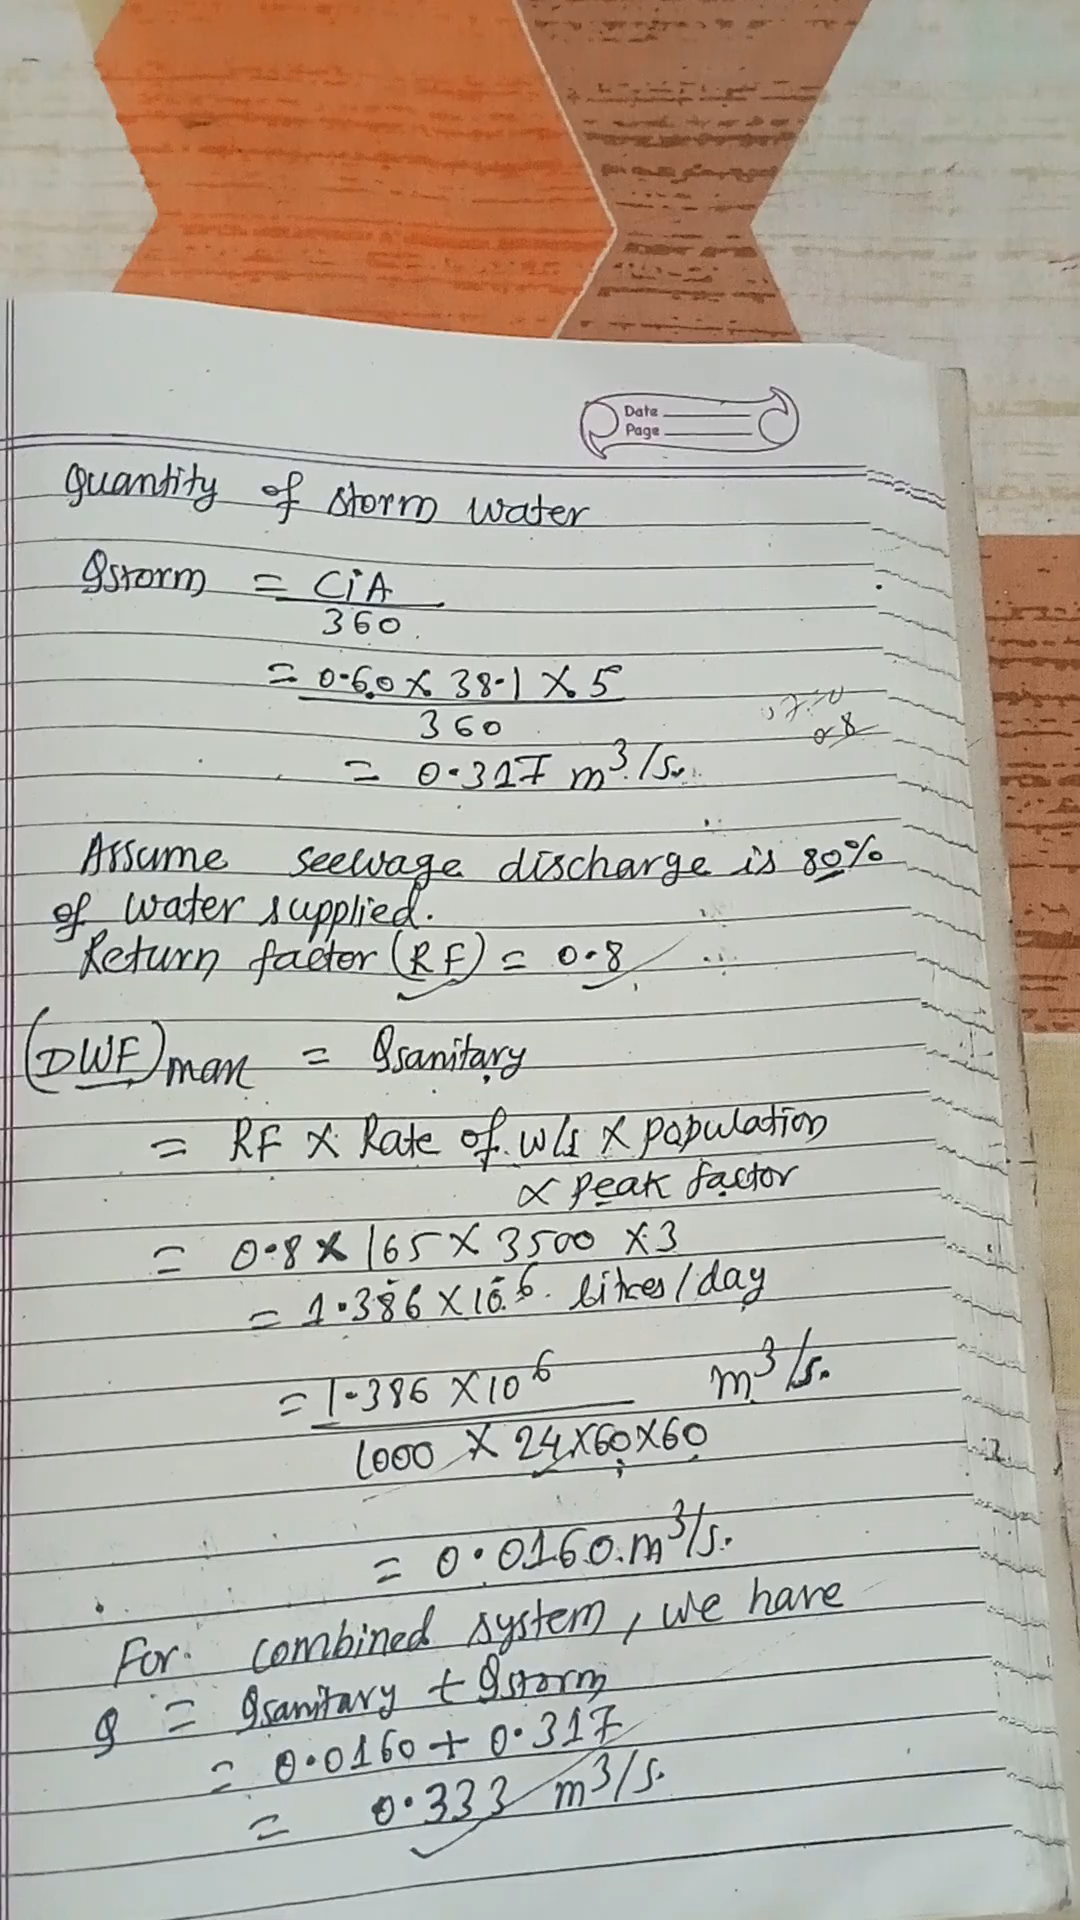 Date
Page
Quantity of storm water
Qstorm = CiA
360
= 0.60 x 38.1 x 5
360
0.8
= 0.317 m³/s.
Assume seewage discharge is 80%
of water supplied.
Return factor (RF) = 0.8
(DWF)max = Qsanitary
= RF x Rate of w/s x population
x peak factor
= 0.8 x 165 x 3500 x 3
= 1.386 x 10⁶ litres/day
= 1.386 x 10⁶ m³/s.
1000 x 24x60x60
= 0.0160 m³/s.
For combined system, we have
Q = Qsanitary + Qstorm
= 0.0160 + 0.317
= 0.333 m³/s.